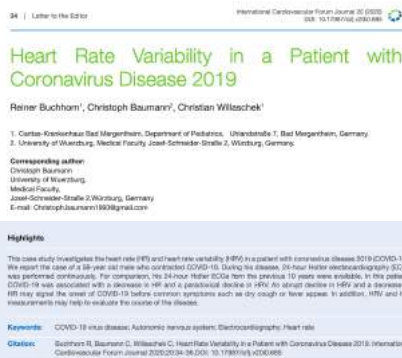 34 | Letter to the Editor
International Cardiovascular Forum Journal 20 (2020)
DOI: 10.17987/icfj.v20i0.665
Heart Rate Variability in a Patient with
Coronavirus Disease 2019
Reiner Buchhorn¹, Christoph Baumann², Christian Willaschek¹
1. Caritas-Krankenhaus Bad Mergentheim, Department of Pediatrics, Uhlandstraße 7, Bad Mergentheim, Germany.
2. University of Wuerzburg, Medical Faculty, Josef-Schneider-Straße 2, Würzburg, Germany.
Corresponding author:
Christoph Baumann
University of Wuerzburg,
Medical Faculty,
Josef-Schneider-Straße 2, Würzburg, Germany
E-mail: ChristophJbaumann1993@gmail.com
Highlights
This case study investigates the heart rate (HR) and heart rate variability (HRV) in a patient with coronavirus disease 2019 (COVID-1
We report the case of a 58-year old male who contracted COVID-19. During his disease, 24-hour Holter electrocardiography (EC
was performed continuously. For comparison, his 24-hour Holter ECGs from the previous 10 years were available. In this patie
COVID-19 was associated with a decrease in HR and a paradoxical decline in HRV. An abrupt decline in HRV and a decrease
HR may signal the onset of COVID-19 before common symptoms such as dry cough or fever appear. In addition, HRV and H
measurements may help to evaluate the course of the disease.
Keywords: COVID-19 virus disease; Autonomic nervous system; Electrocardiography; Heart rate
Citation: Buchhorn R, Baumann C, Willaschek C, Heart Rate Variability in a Patient with Coronavirus Disease 2019. Internation
Cardiovascular Forum Journal 2020;20:34-36.DOI: 10.17987/icfj.v20i0.665